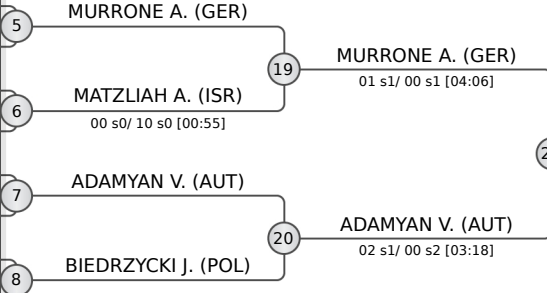 MURRONE A. (GER)
5
19
MURRONE A. (GER)
01 s1/ 00 s1 [04:06]
MATZLIAH A. (ISR)
6
00 s0/ 10 s0 [00:55]
ADAMYAN V. (AUT)
7
20
ADAMYAN V. (AUT)
02 s1/ 00 s2 [03:18]
BIEDRZYCKI J. (POL)
8